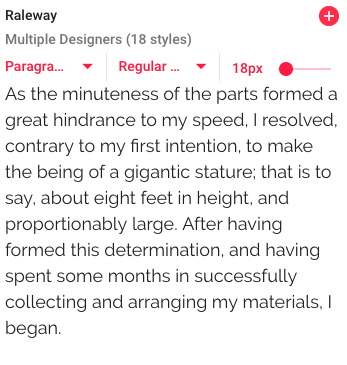 Raleway
Multiple Designers (18 styles)
Paragra... Regular ... 18px
As the minuteness of the parts formed a
great hindrance to my speed, I resolved,
contrary to my first intention, to make
the being of a gigantic stature; that is to
say, about eight feet in height, and
proportionably large. After having
formed this determination, and having
spent some months in successfully
collecting and arranging my materials, I
began.